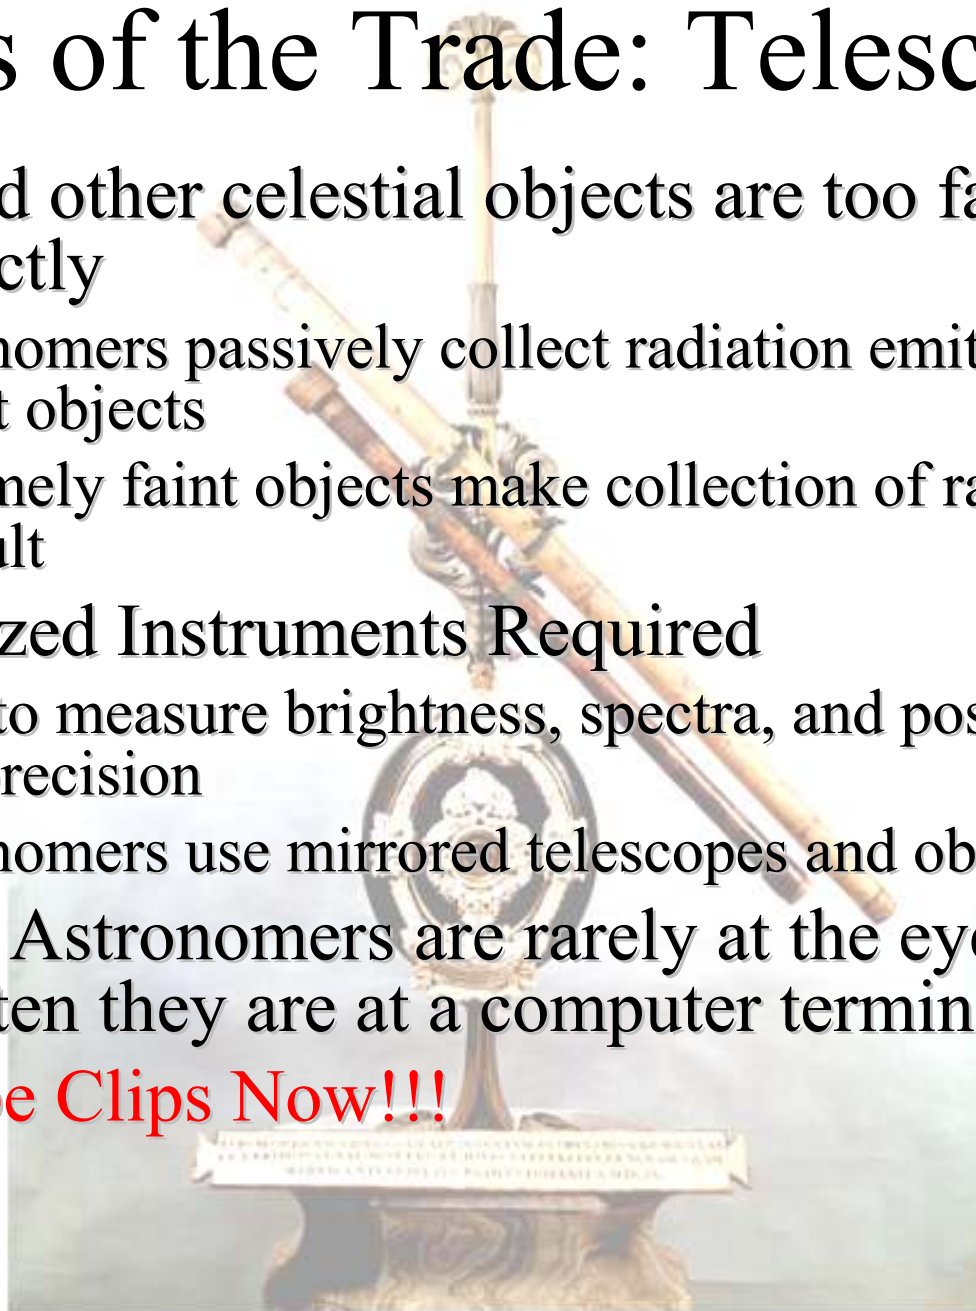 s of the Trade: Telesc
d other celestial objects are too fa
ctly
nomers passively collect radiation emit
t objects
mely faint objects make collection of ra
ult
zed Instruments Required
to measure brightness, spectra, and pos
recision
nomers use mirrored telescopes and ob
Astronomers are rarely at the eye
ten they are at a computer termin
pe Clips Now!!!